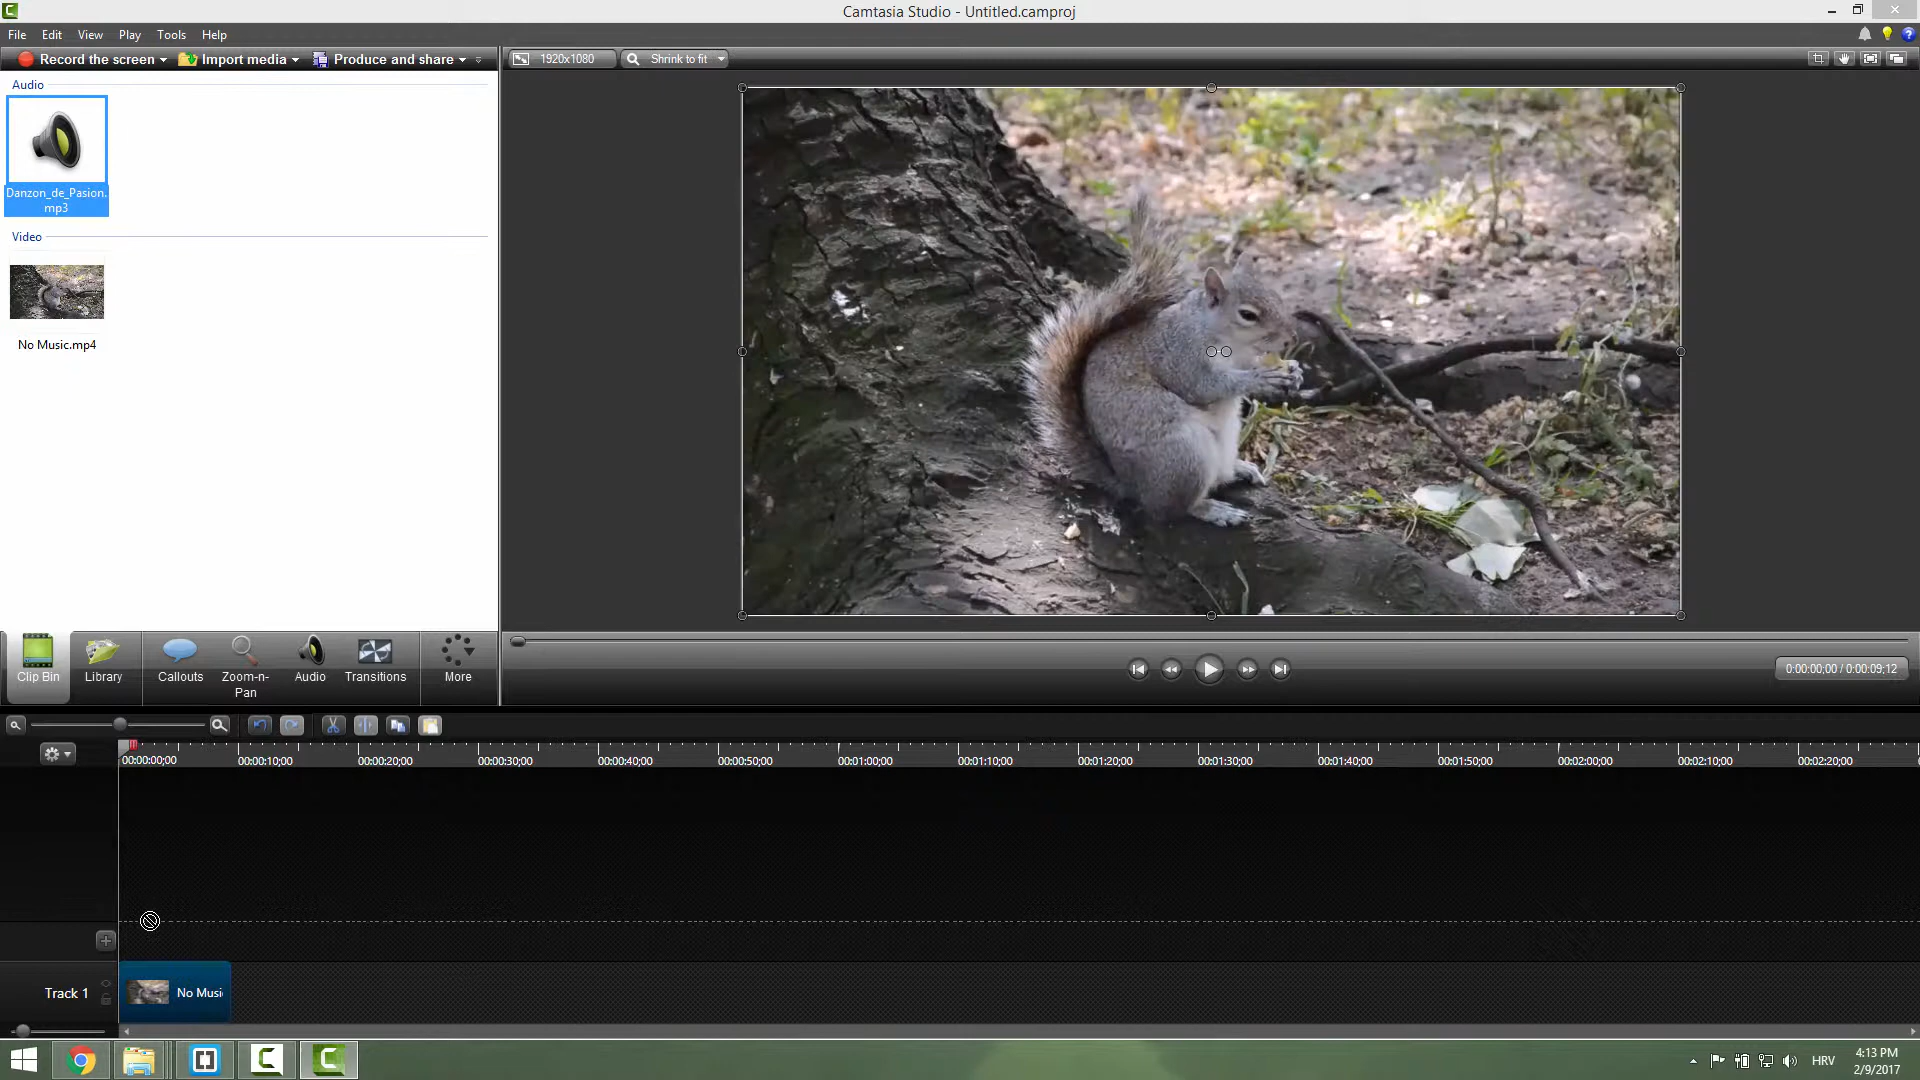 Camtasia Studio - Untitled.camproj
File Edit View Play Tools Help
Record the screen Import media Produce and share 1920x1080 Shrink to fit
Audio
Danzon_de_Pasion.
mp3
Video
No Music.mp4
Clip Bin Library Callouts Zoom-n-
Pan Audio Transitions More
0:00:00;00 / 0:00:09;12
00:00:00;00 00:00:10;00 00:00:20;00 00:00:30;00 00:00:40;00 00:00:50;00 00:01:00;00 00:01:10;00 00:01:20;00 00:01:30;00 00:01:40;00 00:01:50;00 00:02:00;00 00:02:10;00 00:02:20;00
Track 1 No Musi
HRV 4:13 PM
2/9/2017